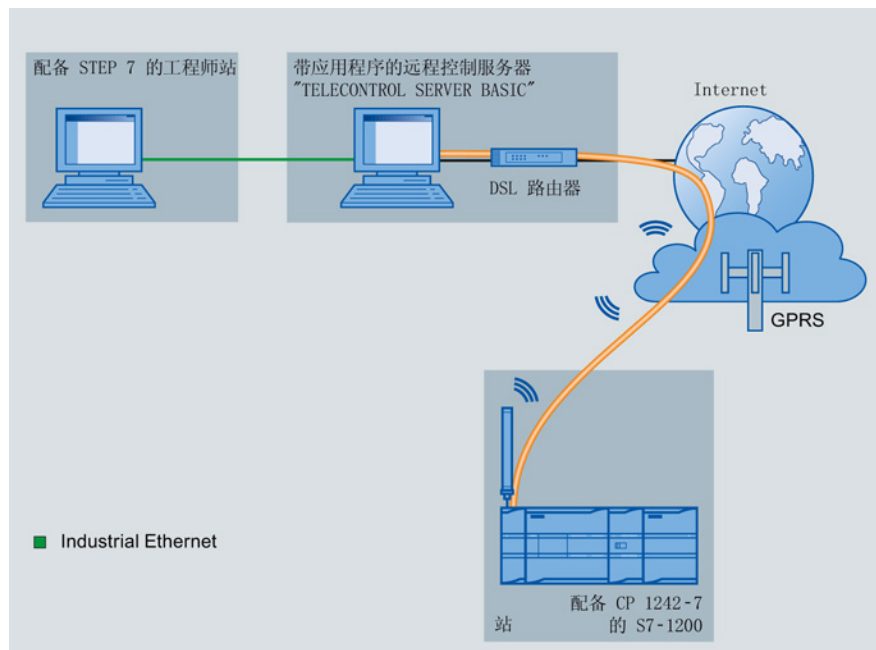 配备 STEP 7 的工程师站
带应用程序的远程控制服务器
"TELECONTROL SERVER BASIC"
Internet
DSL 路由器
GPRS
Industrial Ethernet
配备 CP 1242-7
站 的 S7-1200